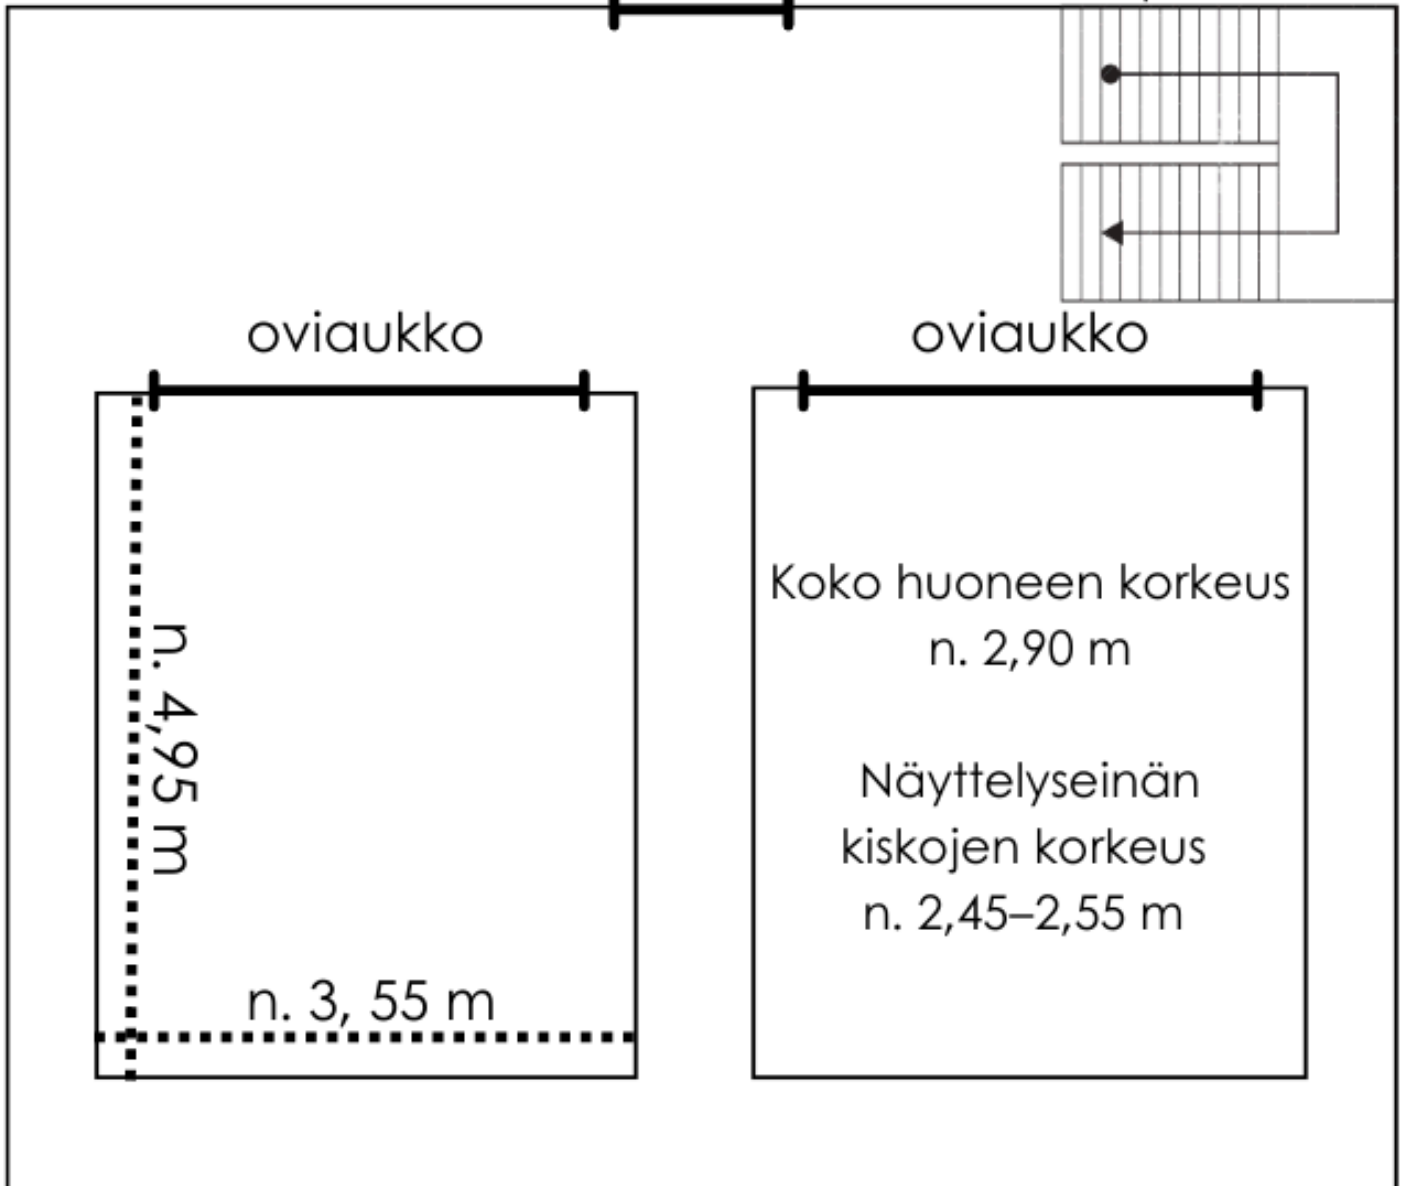 oviaukko
oviaukko
n. 4,95 m
n. 3, 55 m
Koko huoneen korkeus
n. 2,90 m
Näyttelyseinän
kiskojen korkeus
n. 2,45–2,55 m